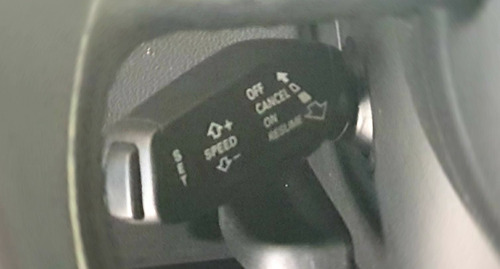 OFF
CANCEL
ON
RESUME
+
SPEED
-
SET